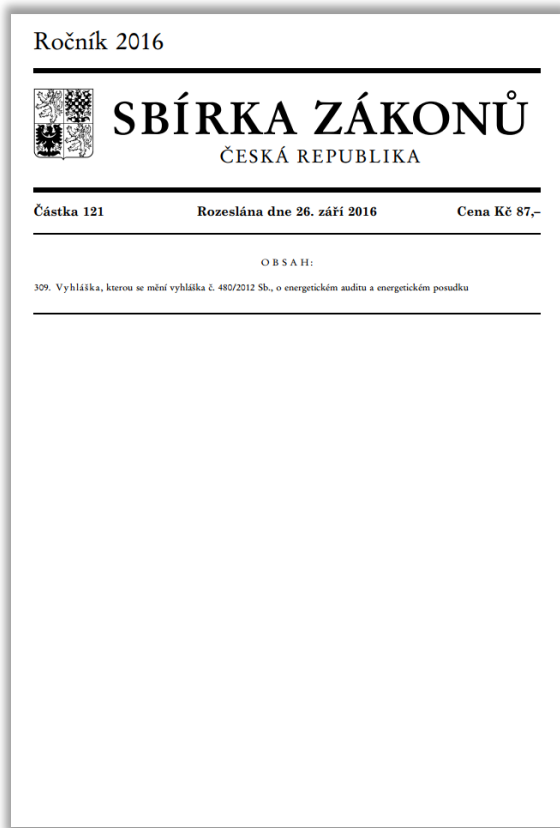 Ročník 2016
SBÍRKA ZÁKONŮ
ČESKÁ REPUBLIKA
Částka 121 Rozeslána dne 26. září 2016 Cena Kč 87,–
OBSAH:
309. Vyhláška, kterou se mění vyhláška č. 480/2012 Sb., o energetickém auditu a energetickém posudku